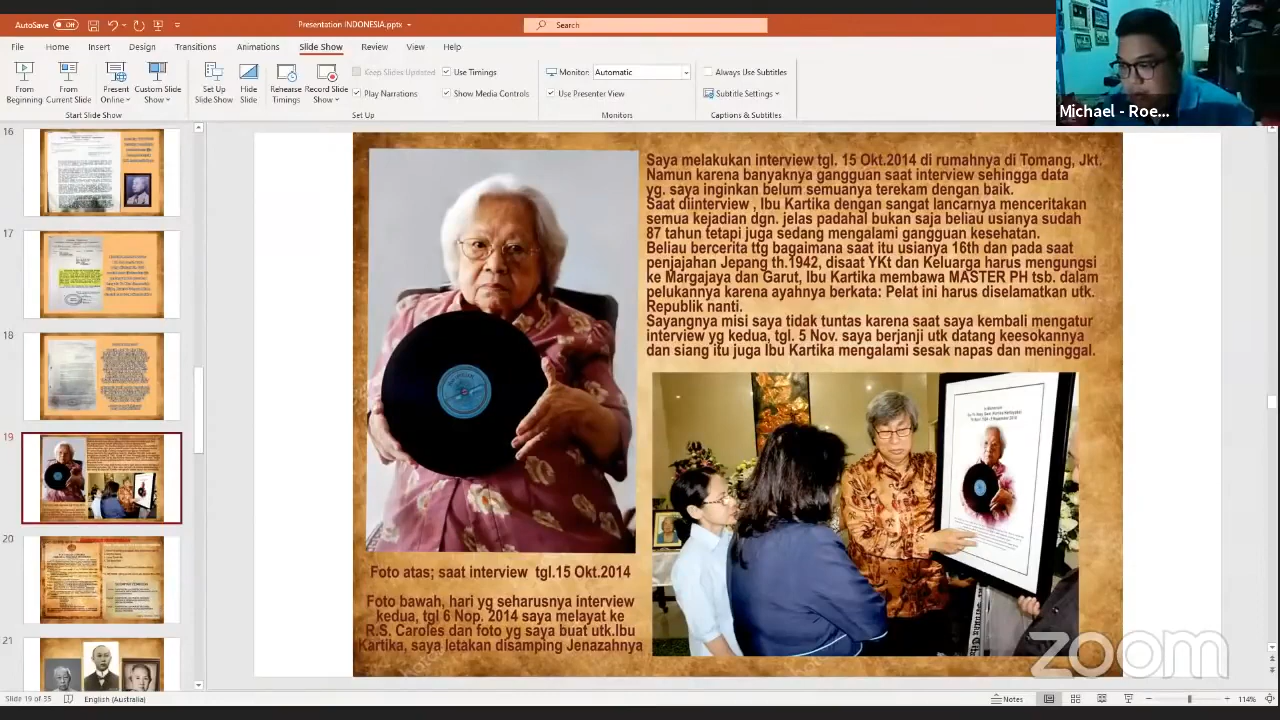 AutoSave Off
Presentation INDONESIA.pptx
Search
File Home Insert Design Transitions Animations Slide Show Review View Help
From Beginning
From Current Slide
Present Online
Custom Slide Show
Set Up Slide Show
Hide Slide
Rehearse Timings
Record Slide Show
Keep Slides Updated
Use Timings
Play Narrations
Show Media Controls
Monitor: Automatic
Use Presenter View
Always Use Subtitles
Subtitle Settings
Start Slide Show
Set Up
Monitors
Captions & Subtitles
Michael - Roe...
16
17
18
19
20
21
Saya melakukan interview tgl. 15 Okt.2014 di rumahnya di Tomang, Jkt.
Namun karena banyaknya gangguan saat interview sehingga data
yg. saya inginkan belum semuanya terekam dengan baik.
Saat diinterview , Ibu Kartika dengan sangat lancarnya menceritakan
semua kejadian dgn. jelas padahal bukan saja beliau usianya sudah
87 tahun tetapi juga sedang mengalami gangguan kesehatan.
Beliau bercerita ttg bagaimana saat itu usianya 16th dan pada saat
penjajahan Jepang th.1942, disaat YKt dan Keluarga harus mengungsi
ke Margajaya dan Garut, Ibu Kartika membawa MASTER PH tsb. dalam
pelukannya karena ayahnya berkata: Pelat ini harus diselamatkan utk.
Republik nanti.
Sayangnya misi saya tidak tuntas karena saat saya kembali mengatur
interview yg kedua, tgl. 5 Nov. saya berjanji utk datang keesokannya
dan siang itu juga Ibu Kartika mengalami sesak napas dan meninggal.
Foto atas; saat interview tgl.15 Okt.2014
Foto bawah, hari yg seharusnya interview
kedua, tgl 6 Nop. 2014 saya melayat ke
R.S. Caroles dan foto yg saya buat utk.Ibu
Kartika, saya letakan disamping Jenazahnya
zoom
Slide 19 of 35
English (Australia)
Notes
114%